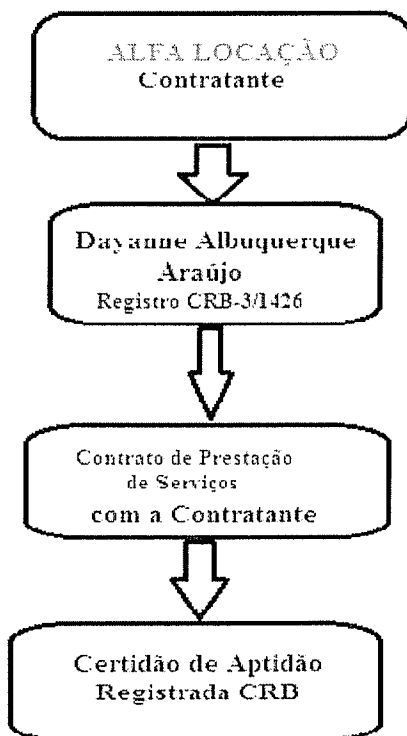 ALFA LOCAÇÃO
Contratante
Dayanne Albuquerque
Araújo
Registro CRB-3/1426
Contrato de Prestação
de Serviços
com a Contratante
Certidão de Aptidão
Registrada CRB